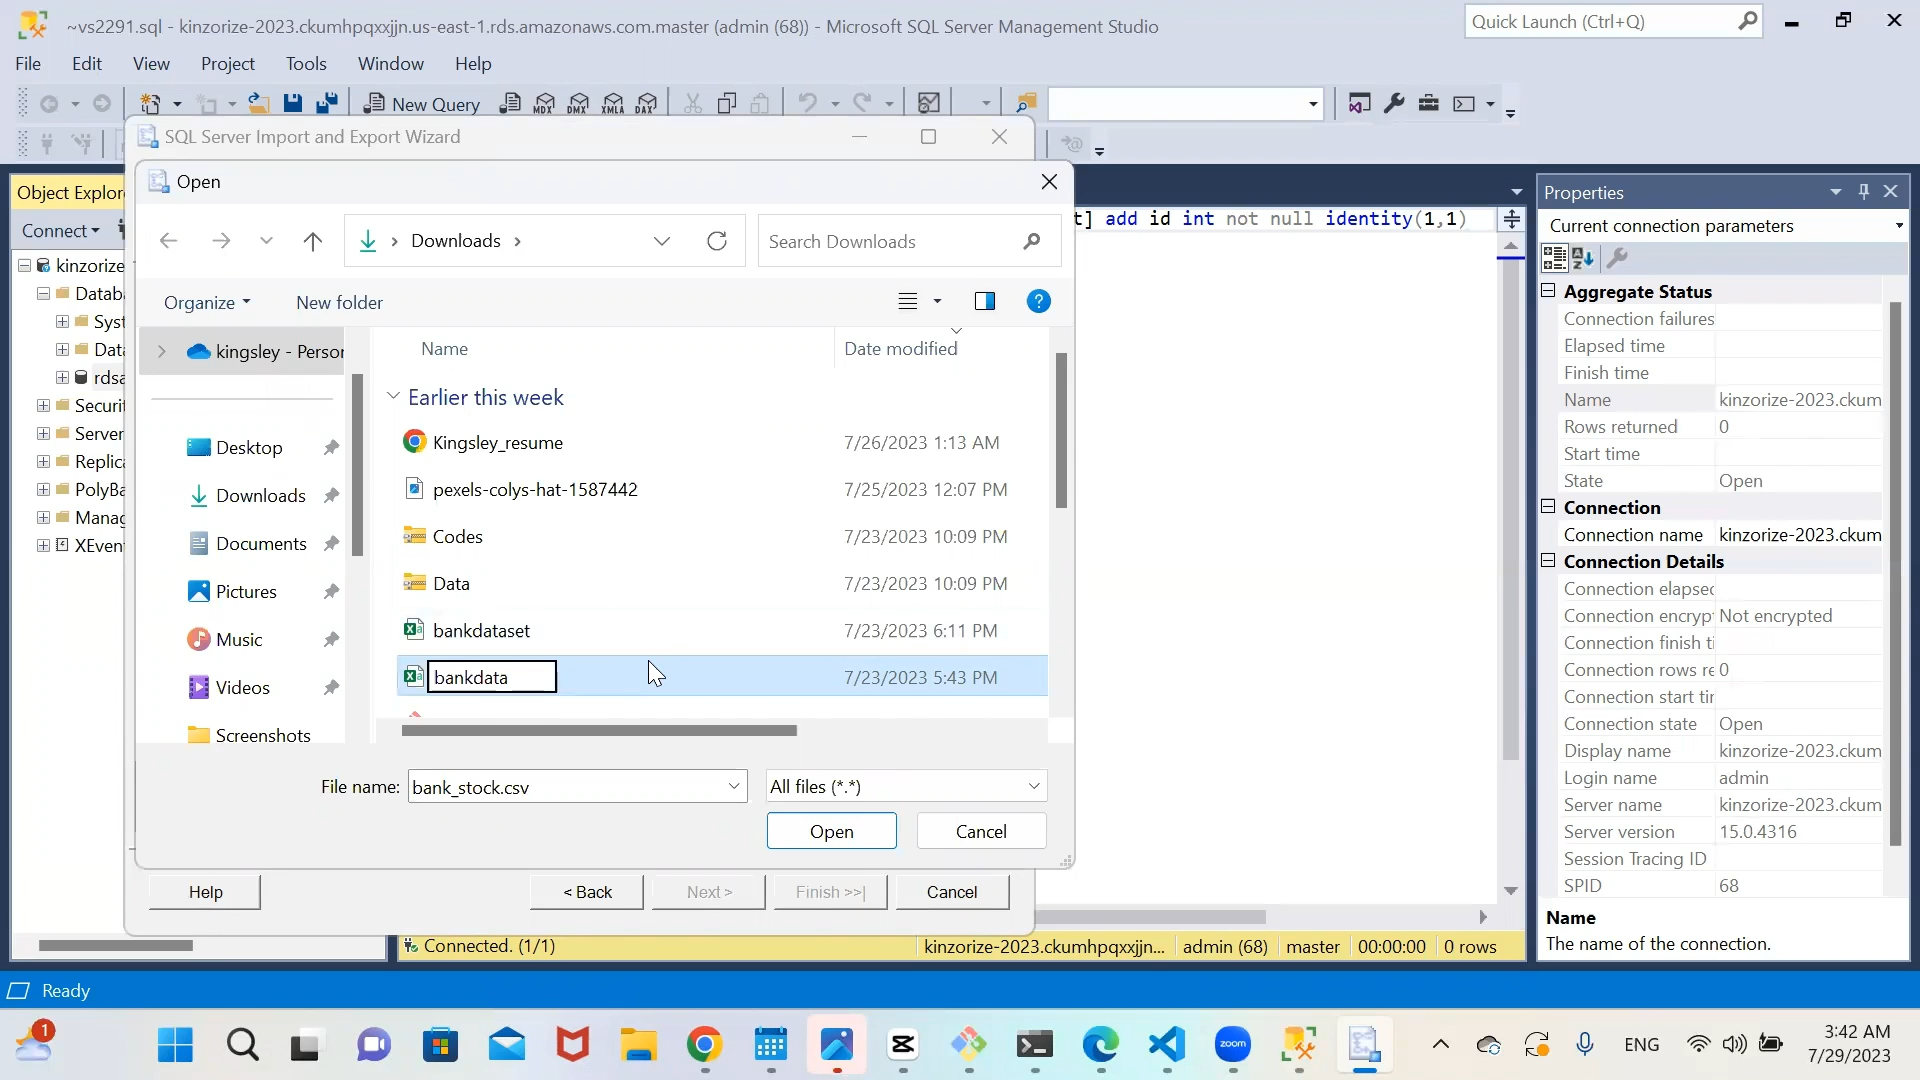 ~vs2291.sql - kinzorize-2023.ckumhpqxxjjn.us-east-1.rds.amazonaws.com.master (admin (68)) - Microsoft SQL Server Management Studio
Quick Launch (Ctrl+Q)
File Edit View Project Tools Window Help
New Query MDX DMX XMLA DAX
SQL Server Import and Export Wizard
Open
Object Explor
Connect
kinzorize
Datab
Syst
Data
rdsa
Securit
Server
Replica
PolyBa
Manag
XEven
Downloads
Search Downloads
Organize New folder
kingsley - Person
Desktop
Downloads
Documents
Pictures
Music
Videos
Screenshots
Name Date modified
Earlier this week
Kingsley_resume 7/26/2023 1:13 AM
pexels-colys-hat-1587442 7/25/2023 12:07 PM
Codes 7/23/2023 10:09 PM
Data 7/23/2023 10:09 PM
bankdataset 7/23/2023 6:11 PM
bankdata 7/23/2023 5:43 PM
File name: bank_stock.csv All files (*.*)
Open Cancel
Help < Back Next > Finish >>| Cancel
t] add id int not null identity(1,1)
Connected. (1/1) kinzorize-2023.ckumhpqxxjjn... admin (68) master 00:00:00 0 rows
Properties
Current connection parameters
Aggregate Status
Connection failures
Elapsed time
Finish time
Name kinzorize-2023.ckum
Rows returned 0
Start time
State Open
Connection
Connection name kinzorize-2023.ckum
Connection Details
Connection elapsed
Connection encryp Not encrypted
Connection finish ti
Connection rows re 0
Connection start tir
Connection state Open
Display name kinzorize-2023.ckum
Login name admin
Server name kinzorize-2023.ckum
Server version 15.0.4316
Session Tracing ID
SPID 68
Name
The name of the connection.
Ready
1
zoom
ENG
3:42 AM
7/29/2023